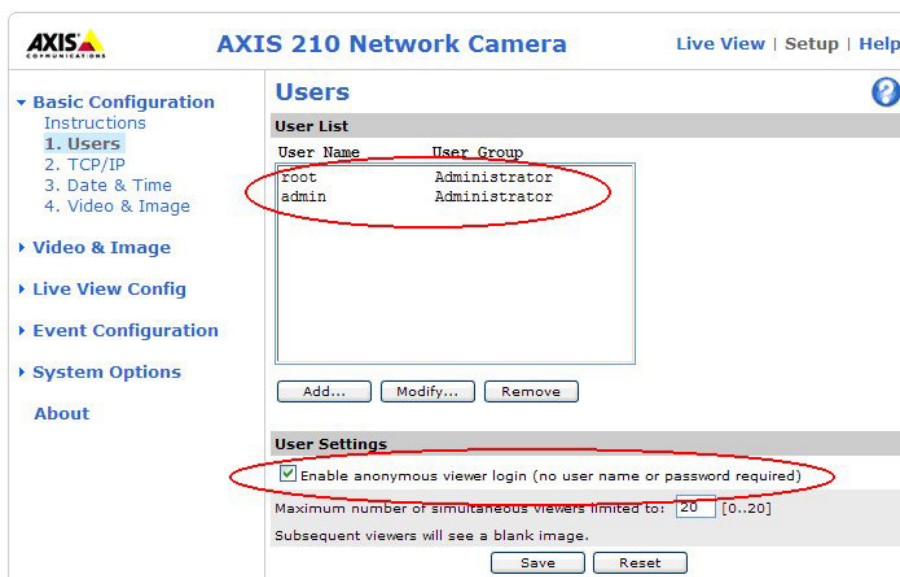 AXIS
COMMUNICATIONS
AXIS 210 Network Camera
Live View | Setup | Help
Basic Configuration
Instructions
1. Users
2. TCP/IP
3. Date & Time
4. Video & Image
Video & Image
Live View Config
Event Configuration
System Options
About
Users
?
User List
User Name User Group
root Administrator
admin Administrator
Add... Modify... Remove
User Settings
Enable anonymous viewer login (no user name or password required)
Maximum number of simultaneous viewers limited to: 20 [0..20]
Subsequent viewers will see a blank image.
Save Reset